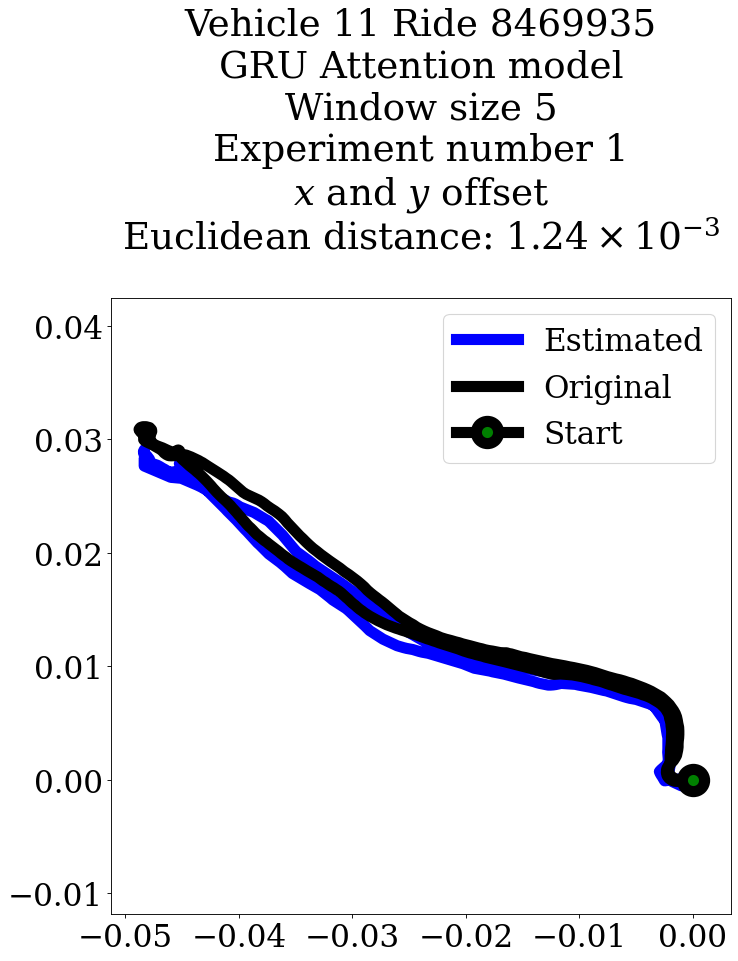 Vehicle 11 Ride 8469935
GRU Attention model
Window size 5
Experiment number 1
x and y offset
Euclidean distance: 1.24 × 10⁻³
Estimated
Original
Start
0.04
0.03
0.02
0.01
0.00
−0.01
−0.05 −0.04 −0.03 −0.02 −0.01 0.00